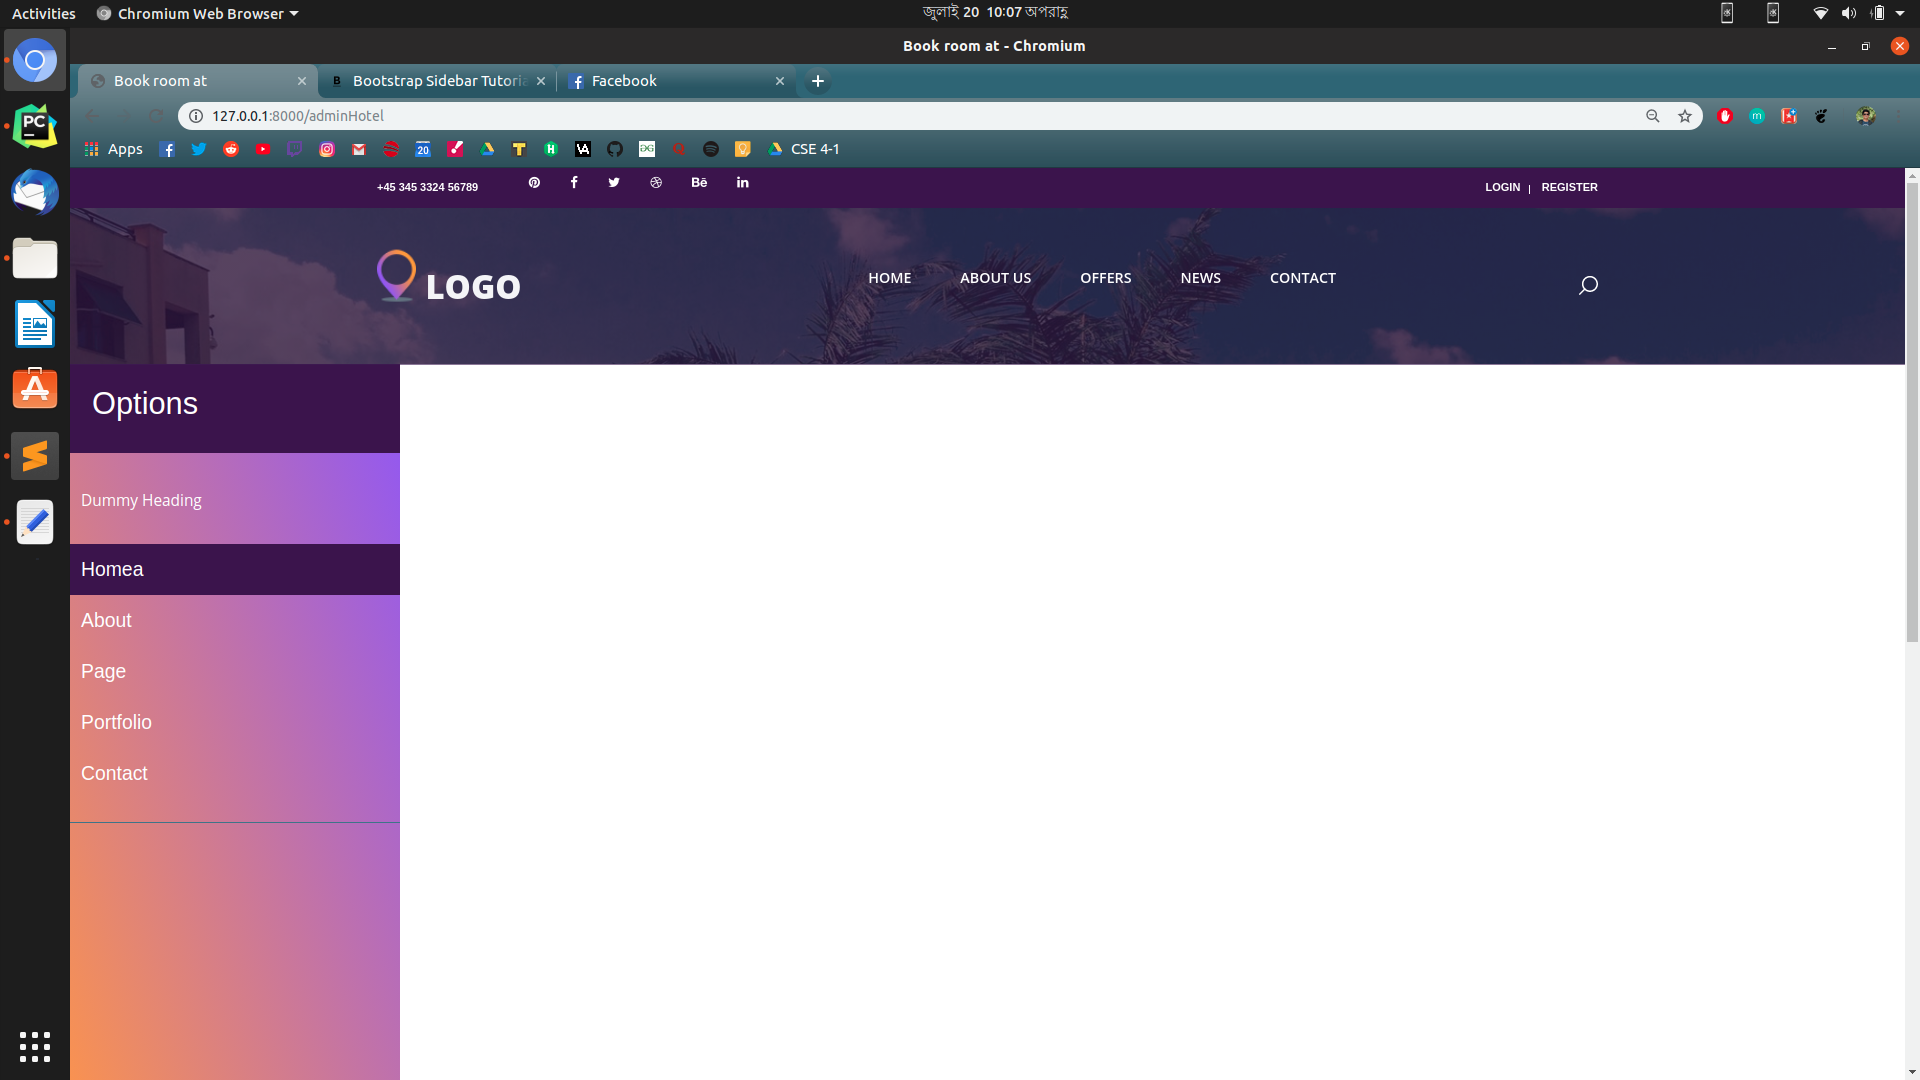 Activities Chromium Web Browser জুলাই 20 10:07 অপরাহ্ণ
Book room at - Chromium
Book room at Bootstrap Sidebar Tutoria Facebook
127.0.0.1:8000/adminHotel
Apps CSE 4-1
+45 345 3324 56789 LOGIN | REGISTER
LOGO HOME ABOUT US OFFERS NEWS CONTACT
Options
Dummy Heading
Homea
About
Page
Portfolio
Contact